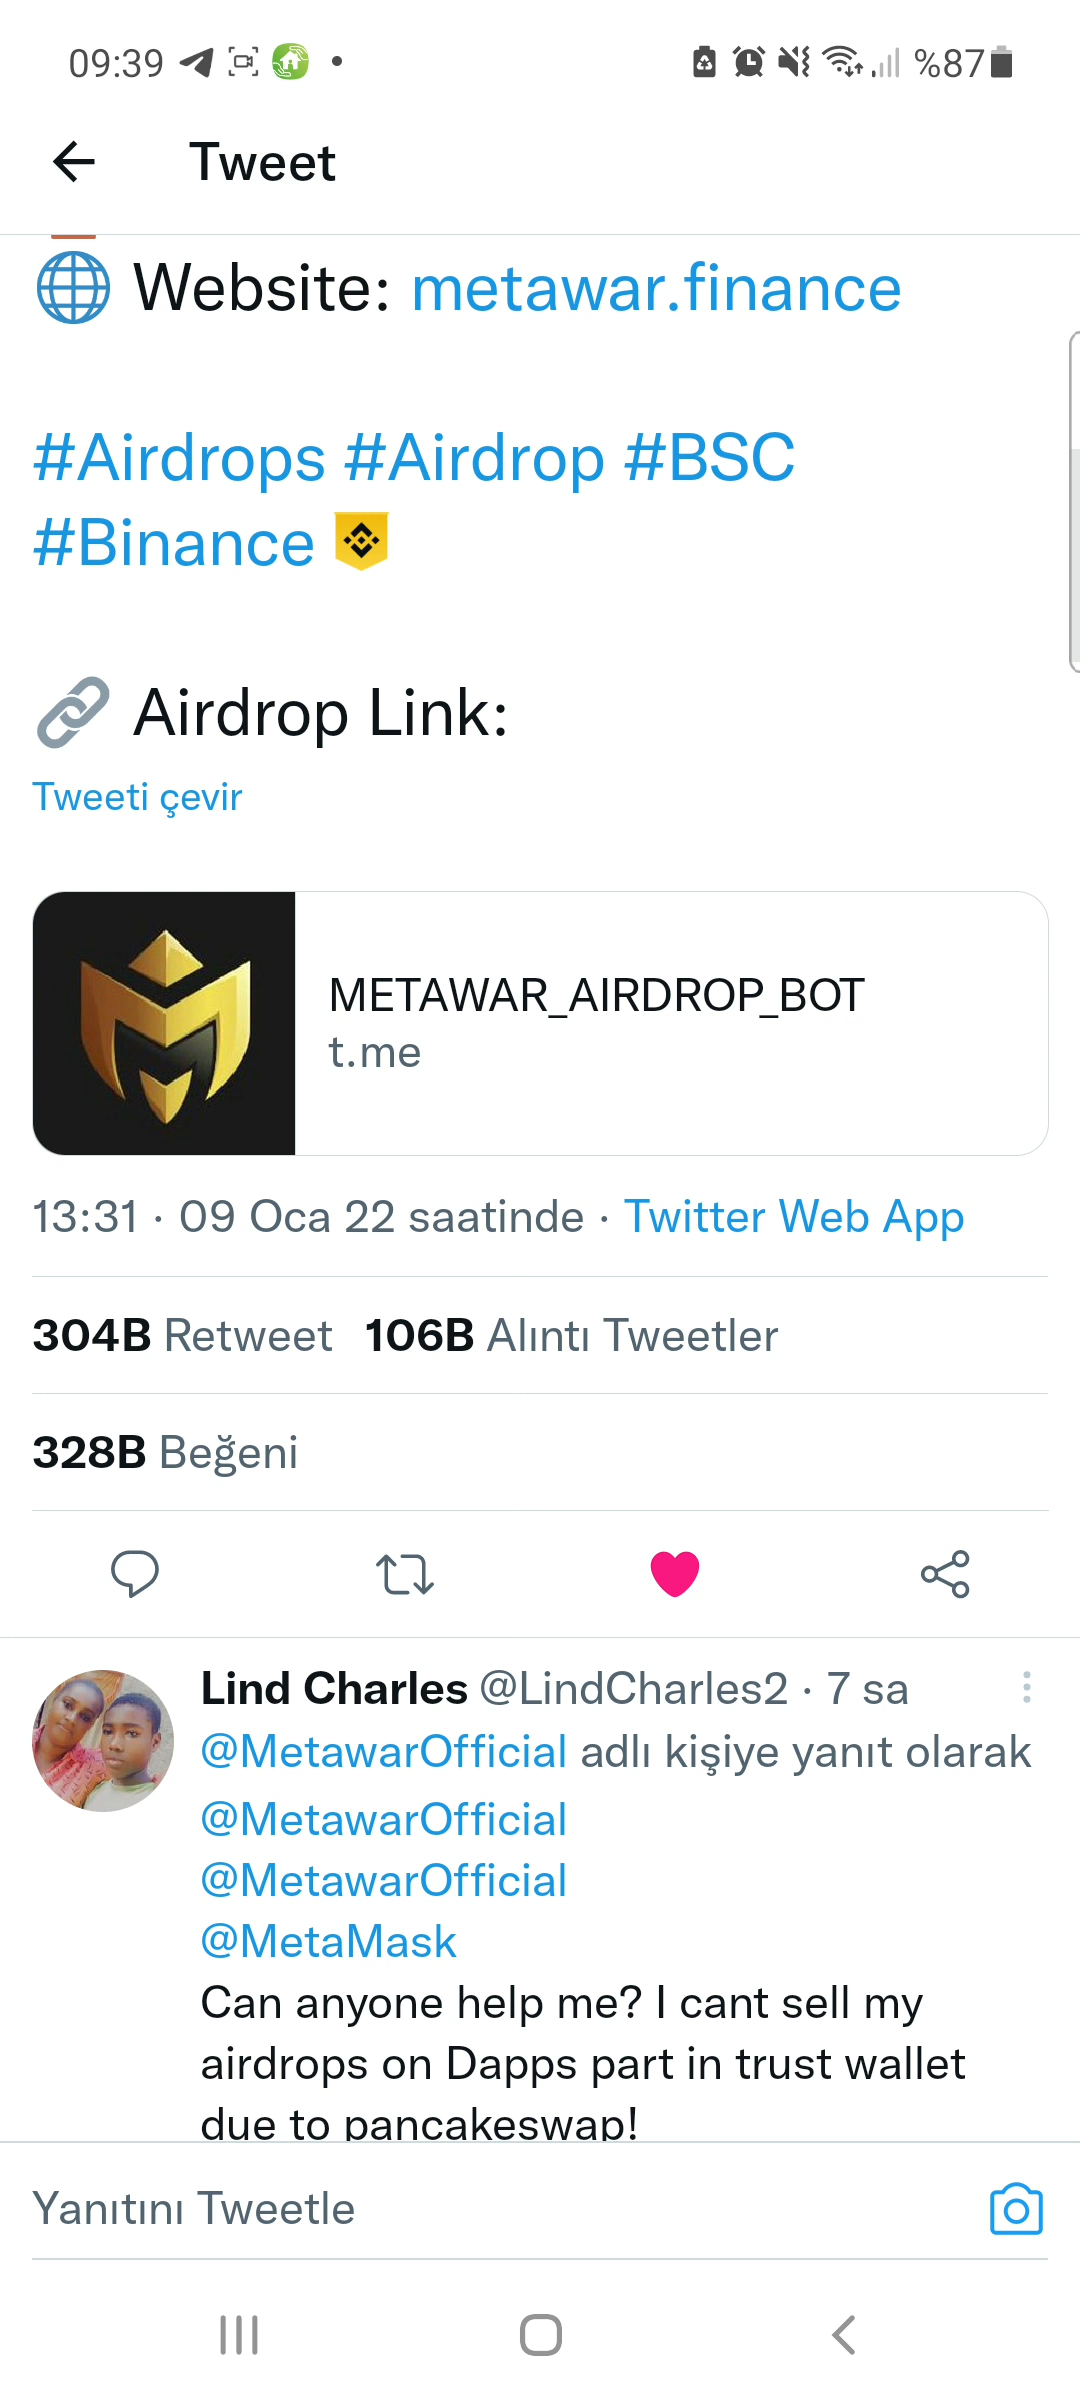 09:39
%87
Tweet
Website: metawar.finance
#Airdrops #Airdrop #BSC
#Binance
Airdrop Link:
Tweeti çevir
METAWAR_AIRDROP_BOT
t.me
13:31 · 09 Oca 22 saatinde · Twitter Web App
304B Retweet 106B Alıntı Tweetler
328B Beğeni
Lind Charles @LindCharles2 · 7 sa
@MetawarOfficial adlı kişiye yanıt olarak
@MetawarOfficial
@MetawarOfficial
@MetaMask
Can anyone help me? I cant sell my
airdrops on Dapps part in trust wallet
due to pancakeswap!
Yanıtını Tweetle